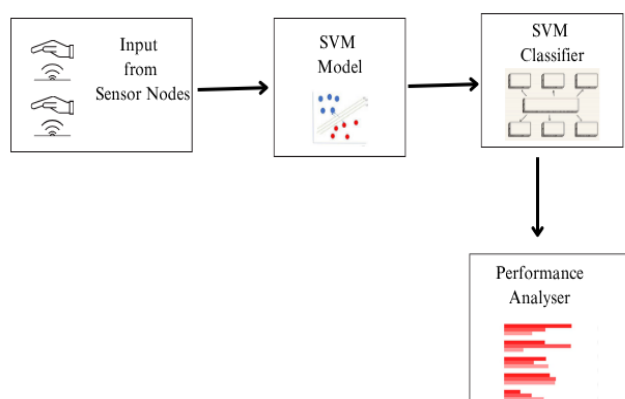 Input
from
Sensor Nodes
SVM
Model
SVM
Classifier
Performance
Analyser